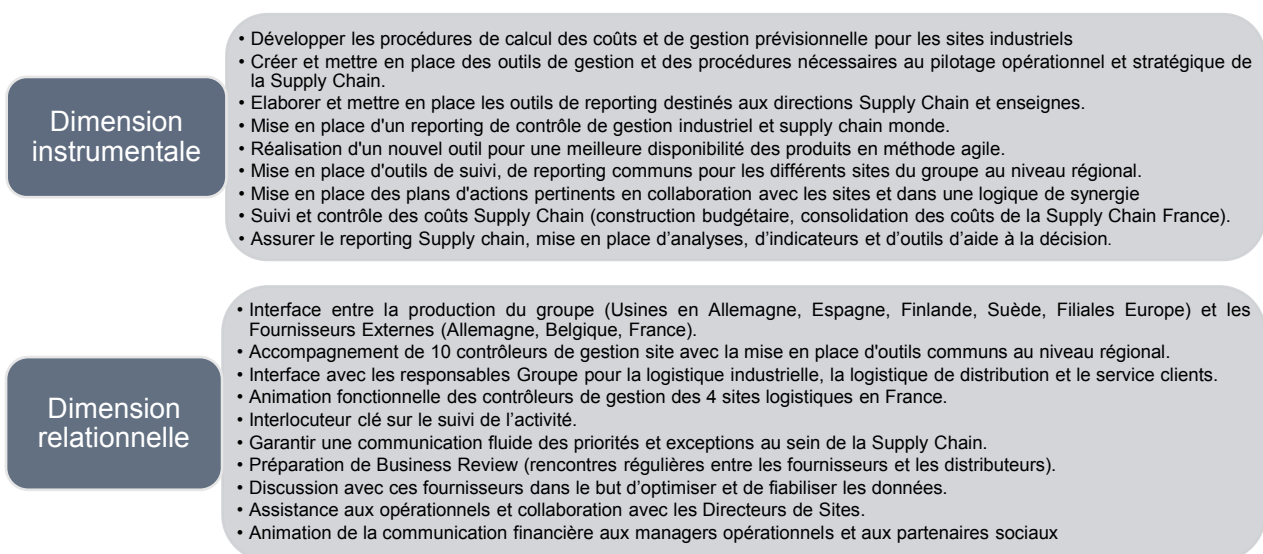 Dimension
instrumentale
• Développer les procédures de calcul des coûts et de gestion prévisionnelle pour les sites industriels
• Créer et mettre en place des outils de gestion et des procédures nécessaires au pilotage opérationnel et stratégique de
la Supply Chain.
• Elaborer et mettre en place les outils de reporting destinés aux directions Supply Chain et enseignes.
• Mise en place d'un reporting de contrôle de gestion industriel et supply chain monde.
• Réalisation d'un nouvel outil pour une meilleure disponibilité des produits en méthode agile.
• Mise en place d'outils de suivi, de reporting communs pour les différents sites du groupe au niveau régional.
• Mise en place des plans d'actions pertinents en collaboration avec les sites et dans une logique de synergie
• Suivi et contrôle des coûts Supply Chain (construction budgétaire, consolidation des coûts de la Supply Chain France).
• Assurer le reporting Supply chain, mise en place d’analyses, d’indicateurs et d’outils d’aide à la décision.
Dimension
relationnelle
• Interface entre la production du groupe (Usines en Allemagne, Espagne, Finlande, Suède, Filiales Europe) et les
Fournisseurs Externes (Allemagne, Belgique, France).
• Accompagnement de 10 contrôleurs de gestion site avec la mise en place d'outils communs au niveau régional.
• Interface avec les responsables Groupe pour la logistique industrielle, la logistique de distribution et le service clients.
• Animation fonctionnelle des contrôleurs de gestion des 4 sites logistiques en France.
• Interlocuteur clé sur le suivi de l’activité.
• Garantir une communication fluide des priorités et exceptions au sein de la Supply Chain.
• Préparation de Business Review (rencontres régulières entre les fournisseurs et les distributeurs).
• Discussion avec ces fournisseurs dans le but d’optimiser et de fiabiliser les données.
• Assistance aux opérationnels et collaboration avec les Directeurs de Sites.
• Animation de la communication financière aux managers opérationnels et aux partenaires sociaux